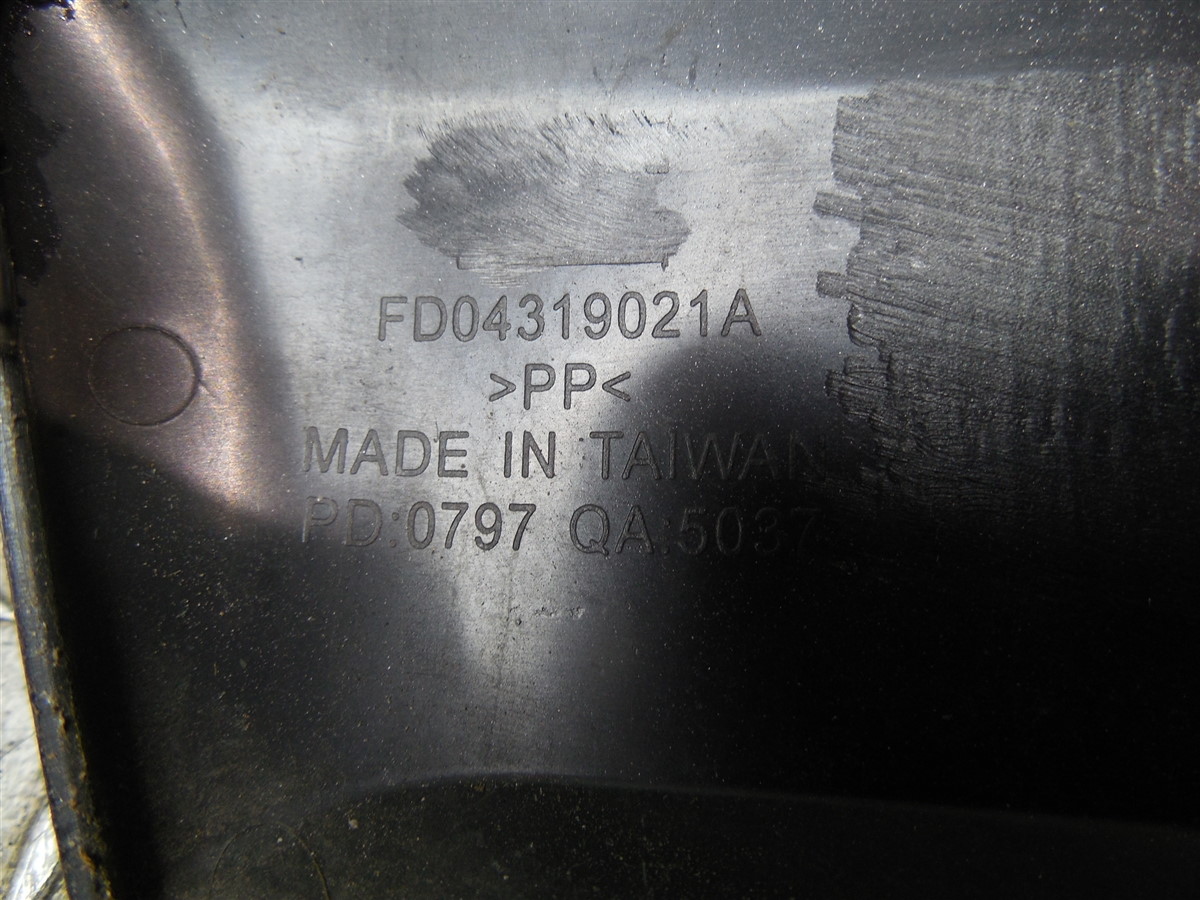 FD04319021A
>PP<
MADE IN TAIWAN
PD:0797 QA:5037